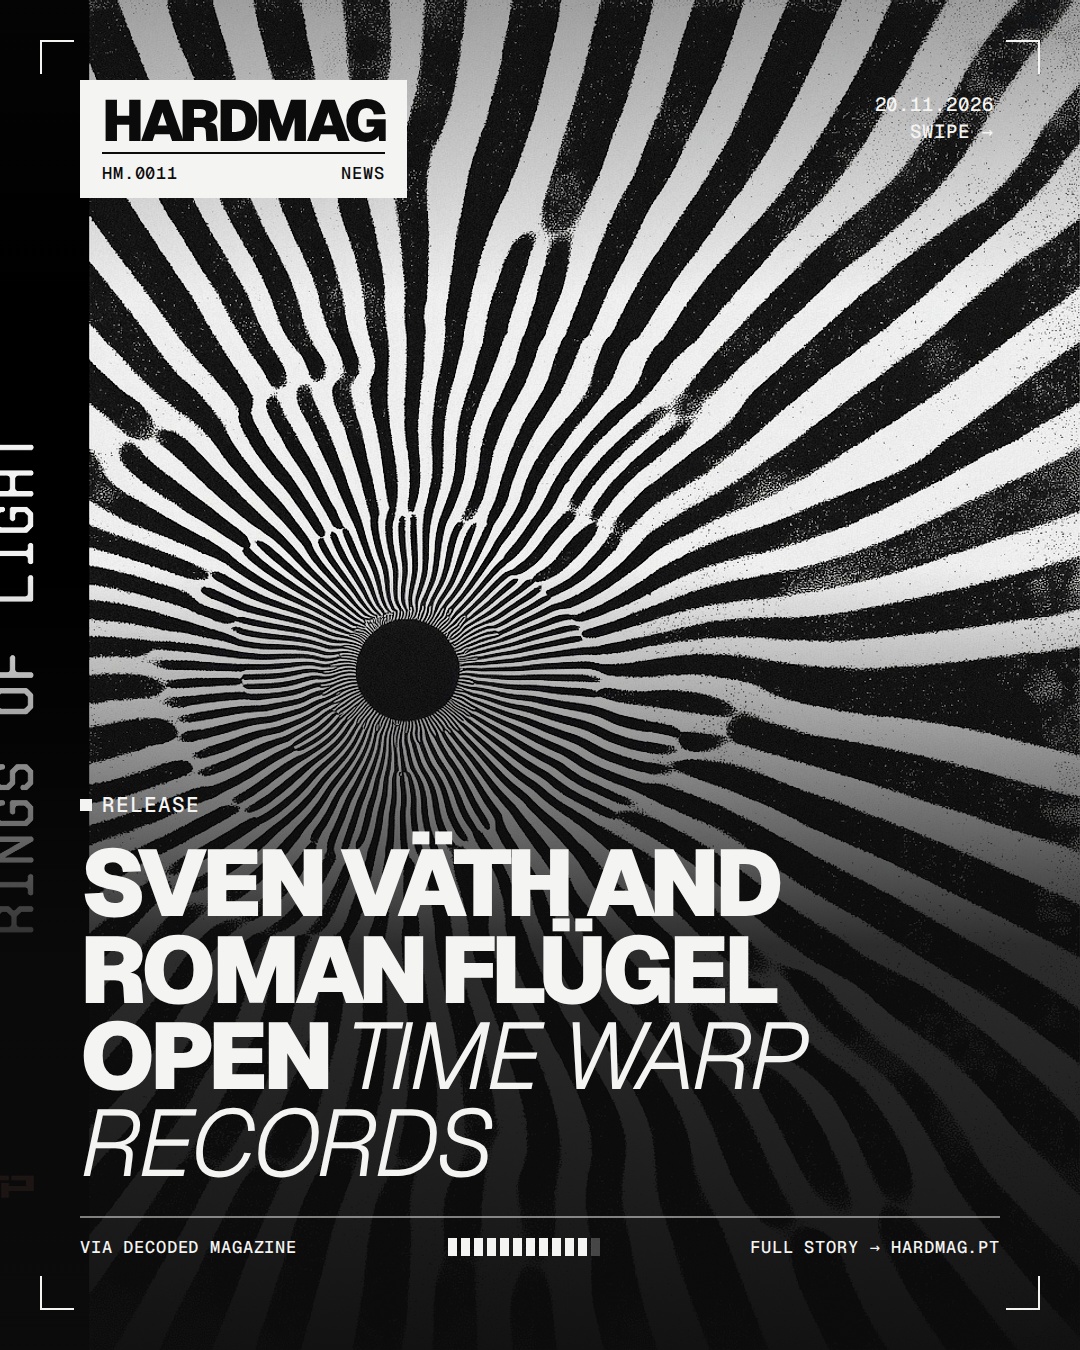 HARDMAG
HM.0011 NEWS
20.11.2026
SWIPE →
RINGS OF LIGHT
RELEASE
SVEN VÄTH AND
ROMAN FLÜGEL
OPEN TIME WARP
RECORDS
VIA DECODED MAGAZINE
FULL STORY → HARDMAG.PT